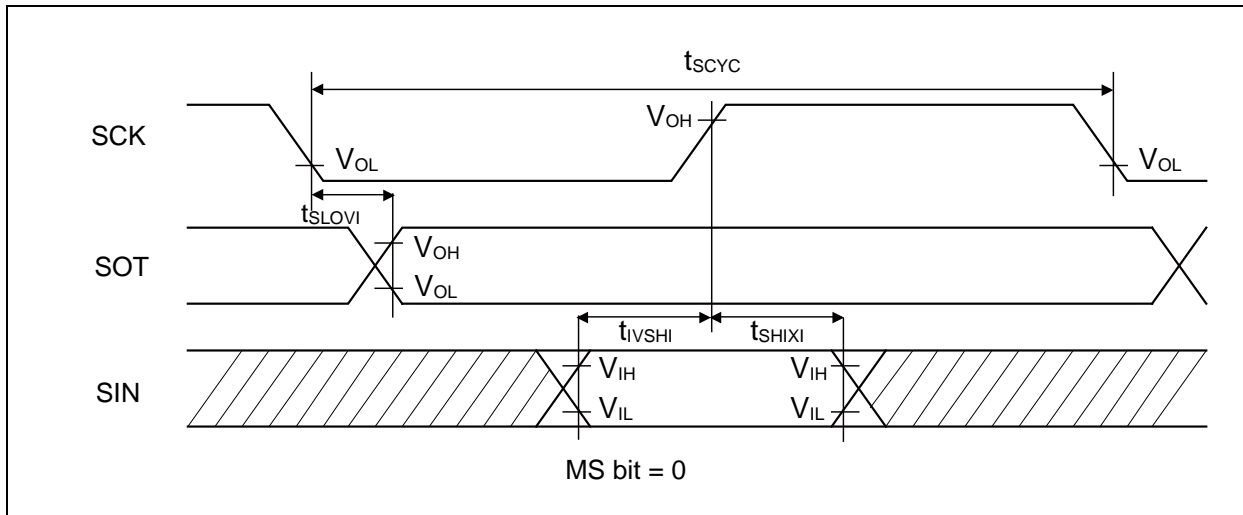 tSCYC
SCK
VOH
VOL
VOL
tSLOVI
SOT
VOH
VOL
tIVSHI
tSHIXI
SIN
VIH
VIH
VIL
VIL
MS bit = 0